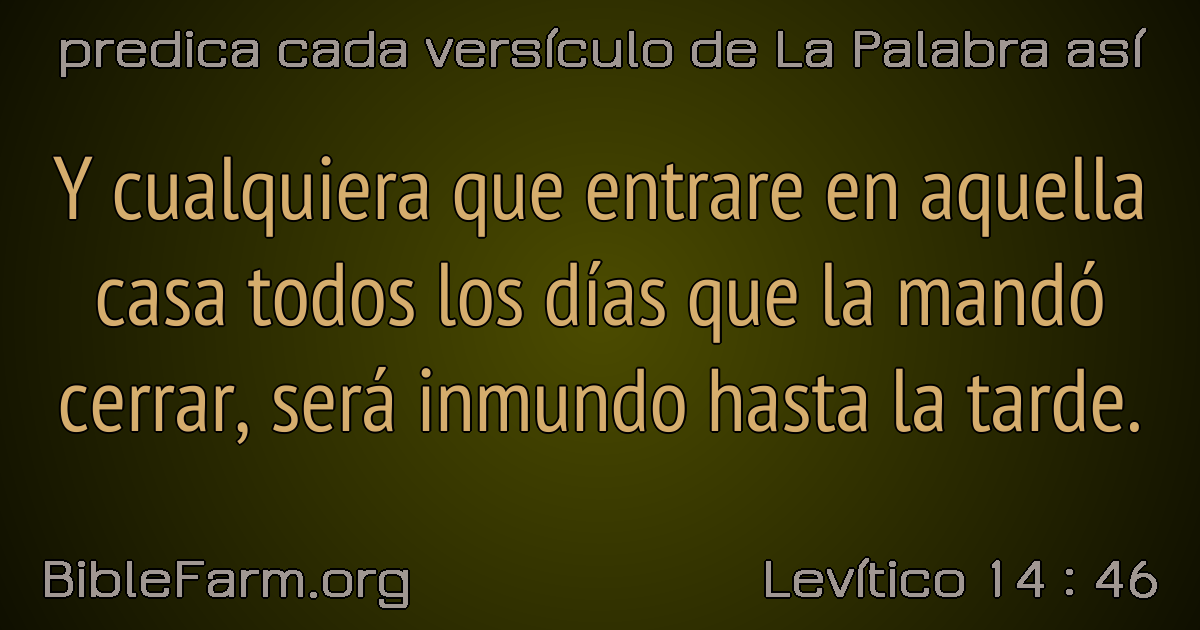 predica cada versículo de La Palabra así
Y cualquiera que entrare en aquella
casa todos los días que la mandó
cerrar, será inmundo hasta la tarde.
BibleFarm.org
Levítico 14 : 46